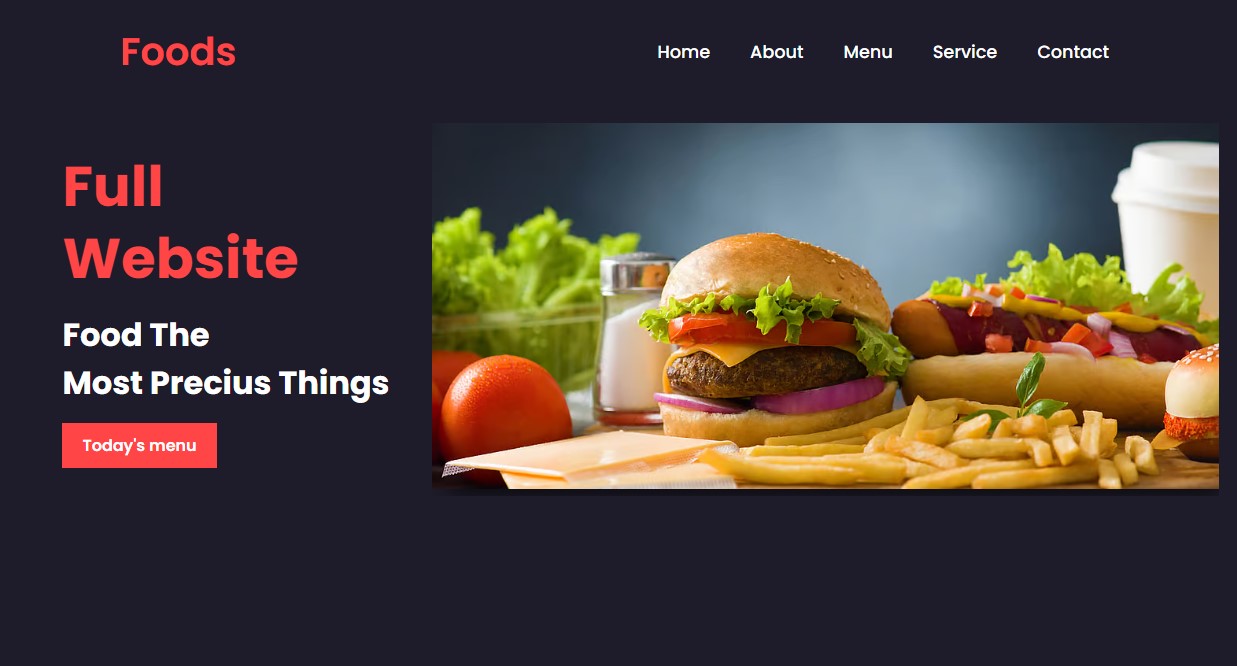 Foods
Home About Menu Service Contact
Full
Website
Food The
Most Precius Things
Today's menu